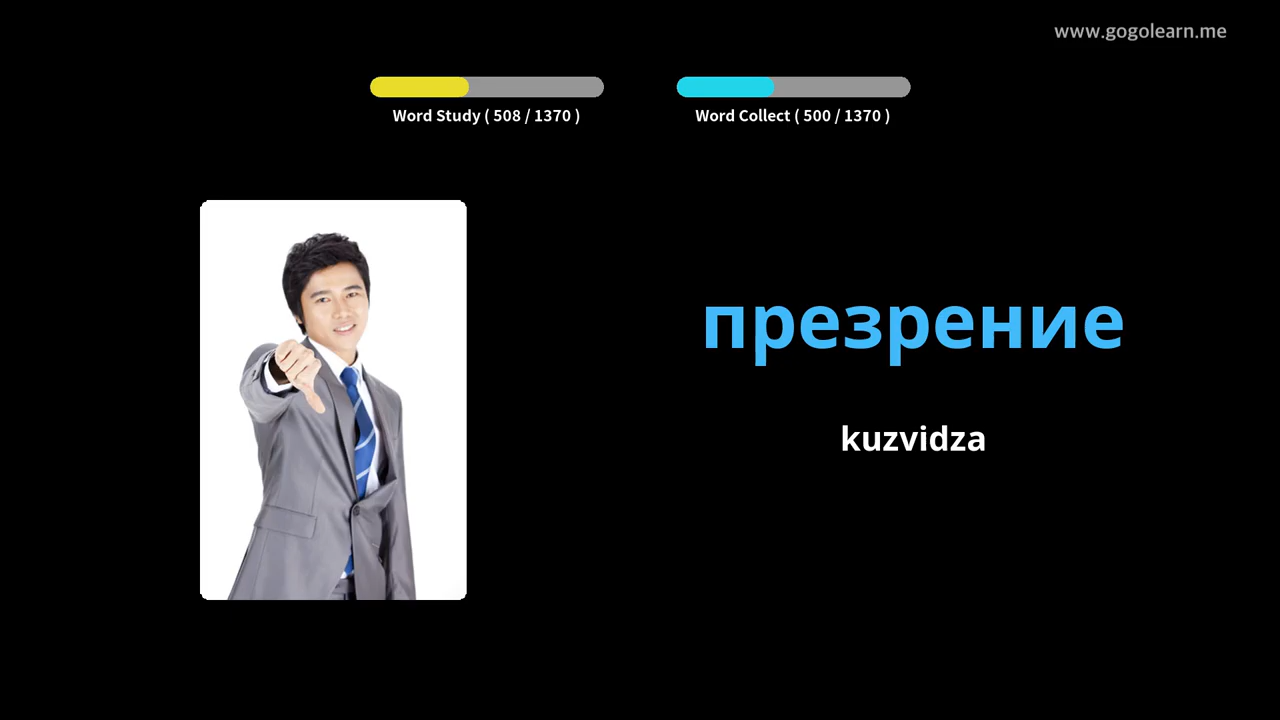 www.gogolearn.me
Word Study ( 508 / 1370 )
Word Collect ( 500 / 1370 )
презрение
kuzvidza